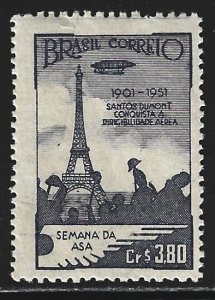 BRASIL CORREIO
1901-1951
SANTOS DUMONT
CONQUISTA A
DIRIGIBILIDADE AÉREA
SEMANA DA
ASA
Cr$ 3.80